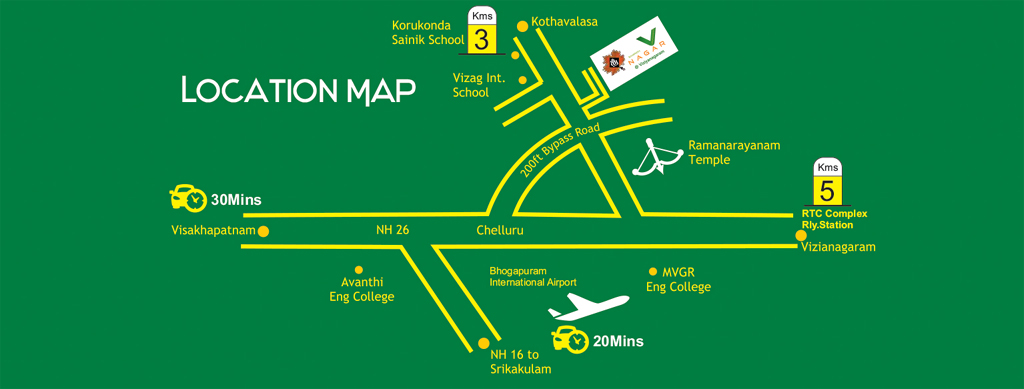 LOCATION MAP
Korukonda
Sainik School
Kms
3
Kothavalasa
V
NAGAR
@ Vizianagaram
Vizag Int.
School
200ft Bypass Road
Ramanarayanam
Temple
Kms
5
RTC Complex
Rly.Station
Vizianagaram
30Mins
Visakhapatnam
NH 26
Chelluru
Avanthi
Eng College
Bhogapuram
International Airport
MVGR
Eng College
20Mins
NH 16 to
Srikakulam